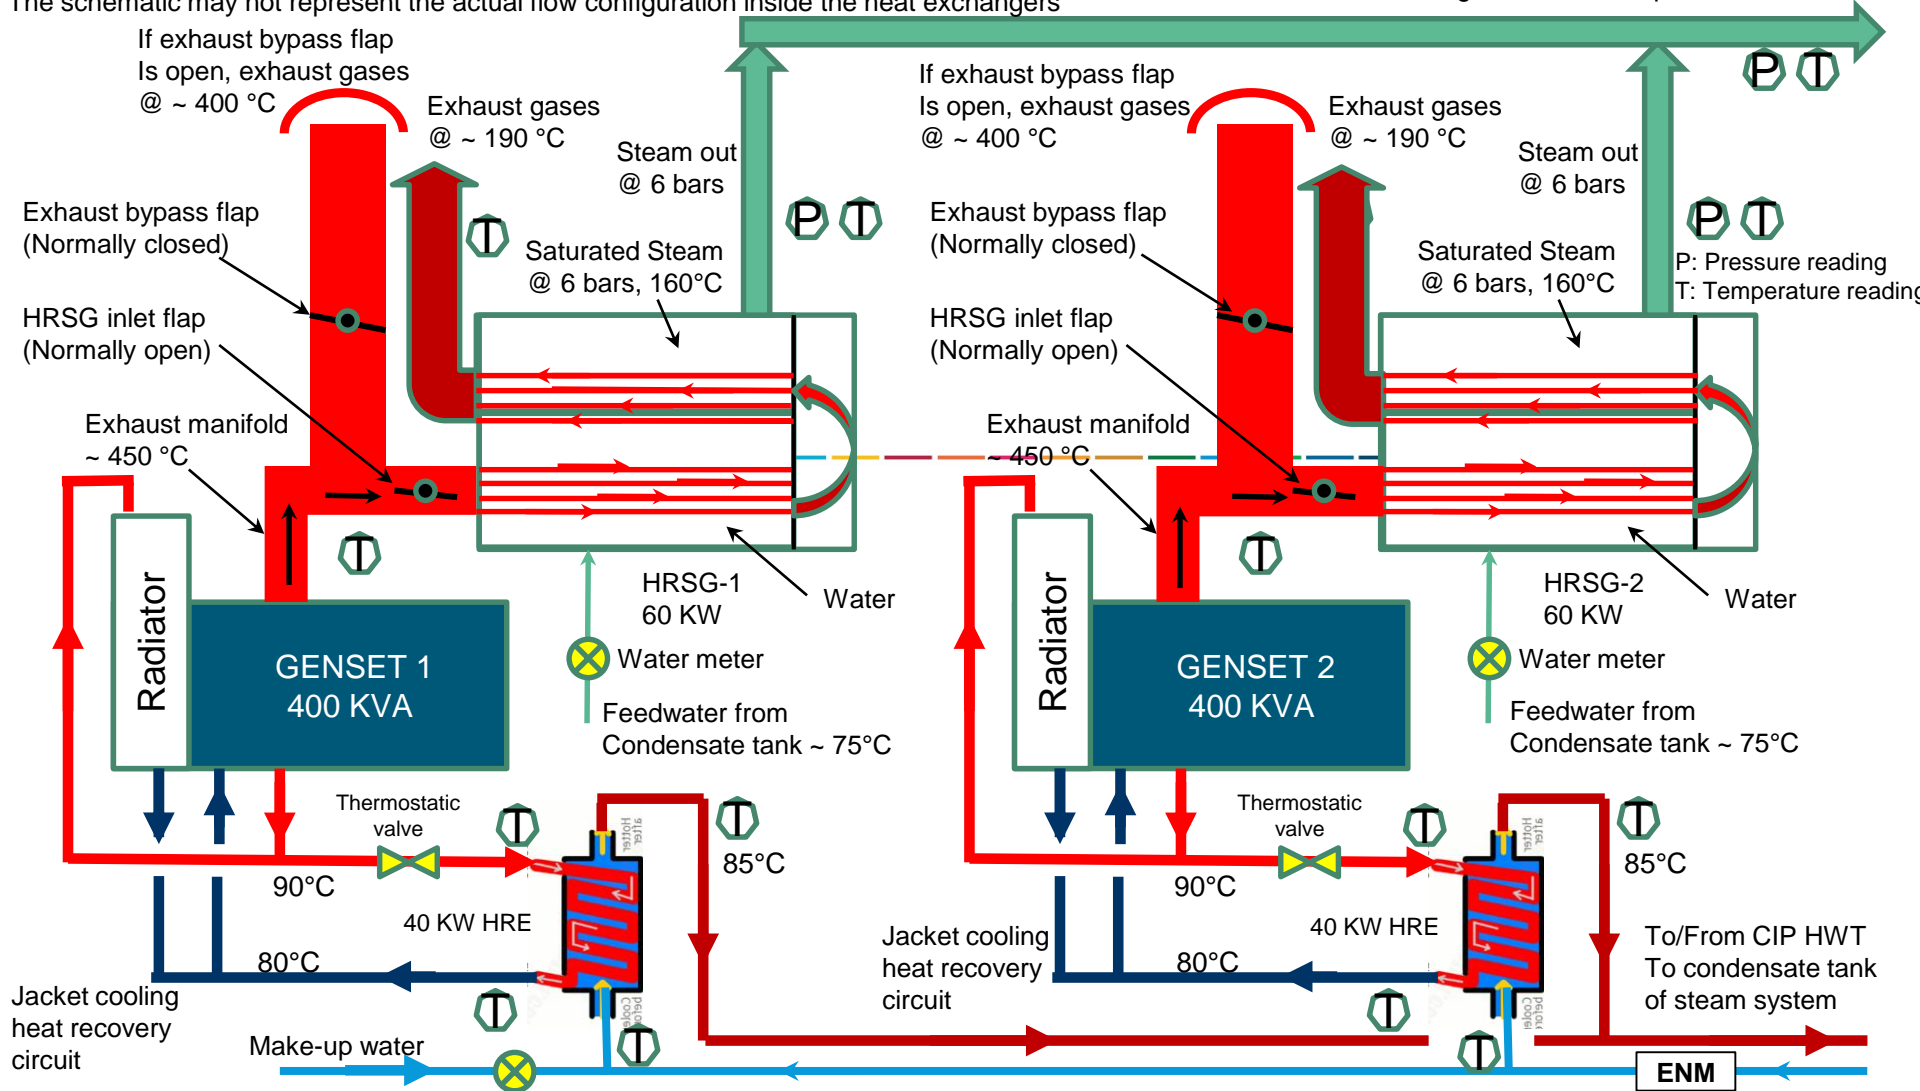 The schematic may not represent the actual flow configuration inside the heat exchangers
If exhaust bypass flap
Is open, exhaust gases
@ ~ 400 °C
Exhaust gases
@ ~ 190 °C
Steam out
@ 6 bars
Exhaust bypass flap
(Normally closed)
P T
T
Saturated Steam
@ 6 bars, 160°C
HRSG inlet flap
(Normally open)
Exhaust manifold
~ 450 °C
T
Radiator
GENSET 1
400 KVA
HRSG-1
60 KW
Water
Water meter
Feedwater from
Condensate tank ~ 75°C
Thermostatic
valve
T
T
85°C
90°C
40 KW HRE
80°C
Jacket cooling
heat recovery
circuit
T
T
Make-up water
If exhaust bypass flap
Is open, exhaust gases
@ ~ 400 °C
Exhaust gases
@ ~ 190 °C
P T
Steam out
@ 6 bars
Exhaust bypass flap
(Normally closed)
P T
Saturated Steam
@ 6 bars, 160°C
P: Pressure reading
T: Temperature reading
HRSG inlet flap
(Normally open)
Exhaust manifold
~ 450 °C
T
Radiator
GENSET 2
400 KVA
HRSG-2
60 KW
Water
Water meter
Feedwater from
Condensate tank ~ 75°C
Thermostatic
valve
T
T
85°C
90°C
40 KW HRE
80°C
Jacket cooling
heat recovery
circuit
T
T
To/From CIP HWT
To condensate tank
of steam system
ENM